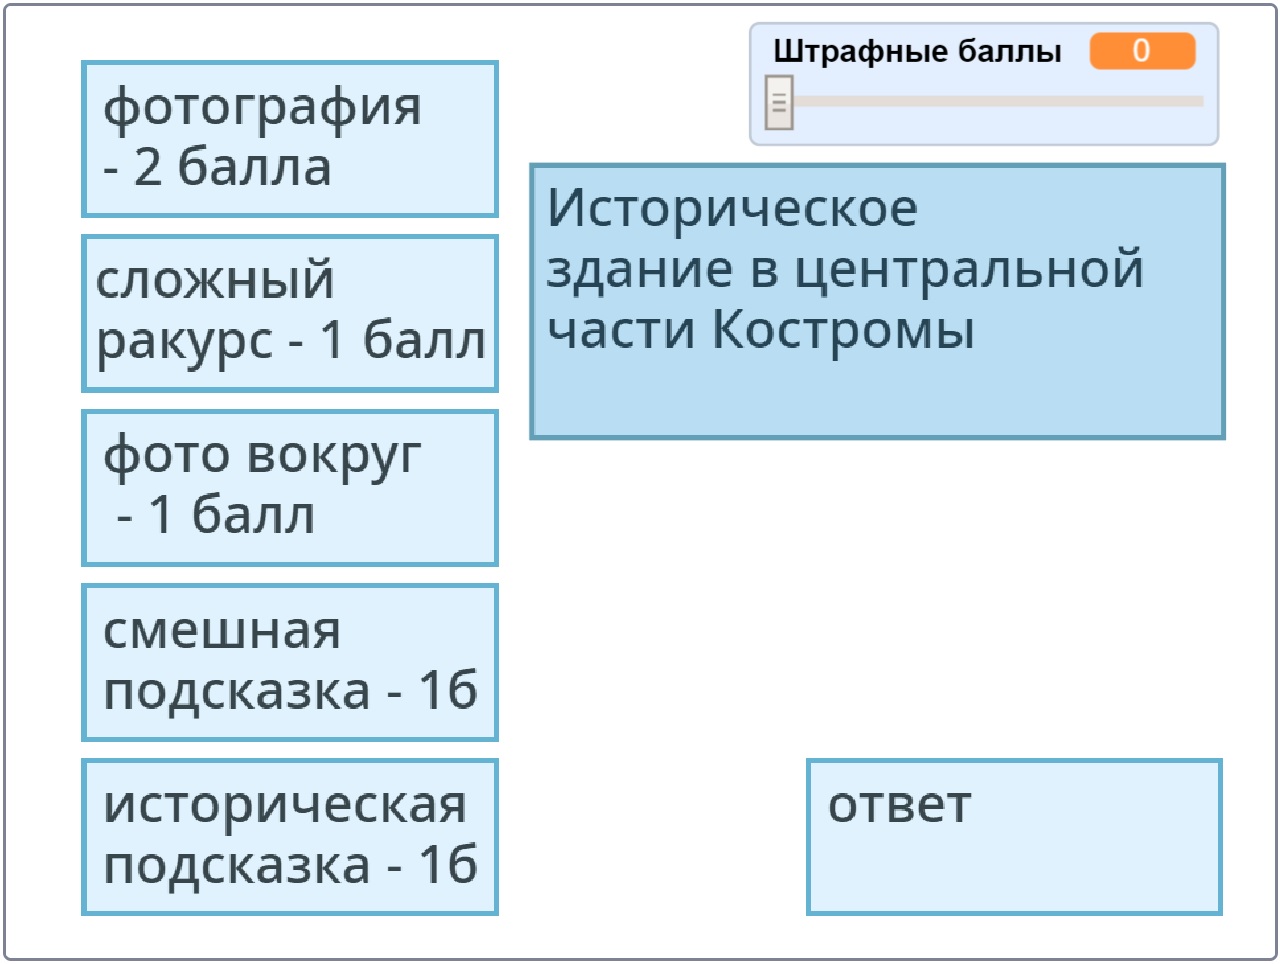 Штрафные баллы 0
фотография
- 2 балла
сложный
ракурс - 1 балл
фото вокруг
- 1 балл
смешная
подсказка - 1б
историческая
подсказка - 1б
Историческое
здание в центральной
части Костромы
ответ